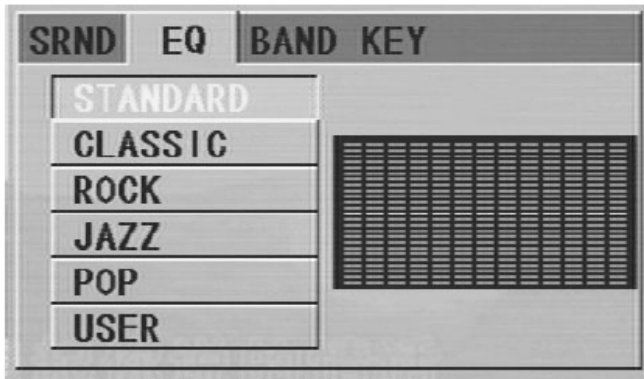 SRND EQ BAND KEY
STANDARD
CLASSIC
ROCK
JAZZ
POP
USER